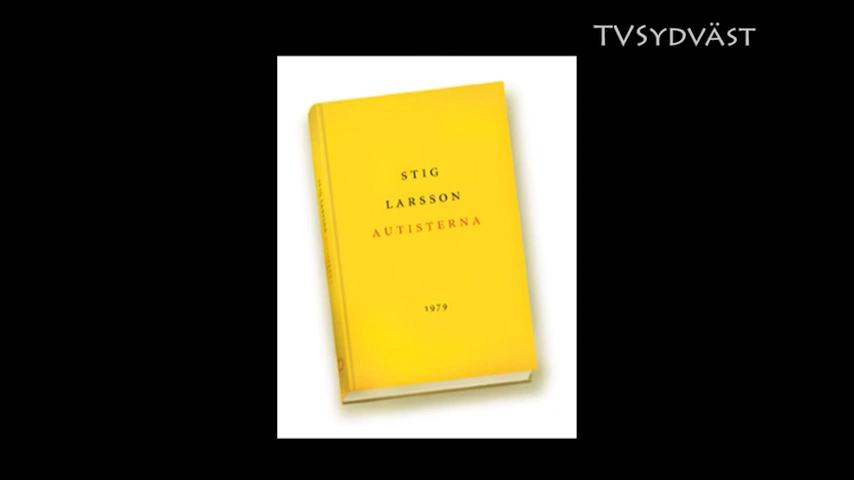 TVSYDVÄST
STIG
LARSSON
AUTISTERNA
1979